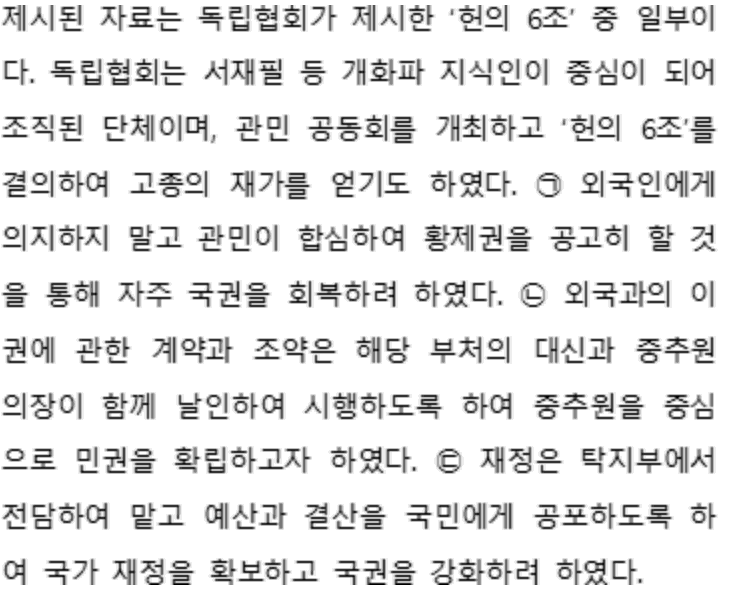 제시된 자료는 독립협회가 제시한 ‘헌의 6조’ 중 일부이
다. 독립협회는 서재필 등 개화파 지식인이 중심이 되어
조직된 단체이며, 관민 공동회를 개최하고 ‘헌의 6조’를
결의하여 고종의 재가를 얻기도 하였다. ㉠ 외국인에게
의지하지 말고 관민이 합심하여 황제권을 공고히 할 것
을 통해 자주 국권을 회복하려 하였다. ㉡ 외국과의 이
권에 관한 계약과 조약은 해당 부처의 대신과 중추원
의장이 함께 날인하여 시행하도록 하여 중추원을 중심
으로 민권을 확립하고자 하였다. ㉢ 재정은 탁지부에서
전담하여 맡고 예산과 결산을 국민에게 공포하도록 하
여 국가 재정을 확보하고 국권을 강화하려 하였다.